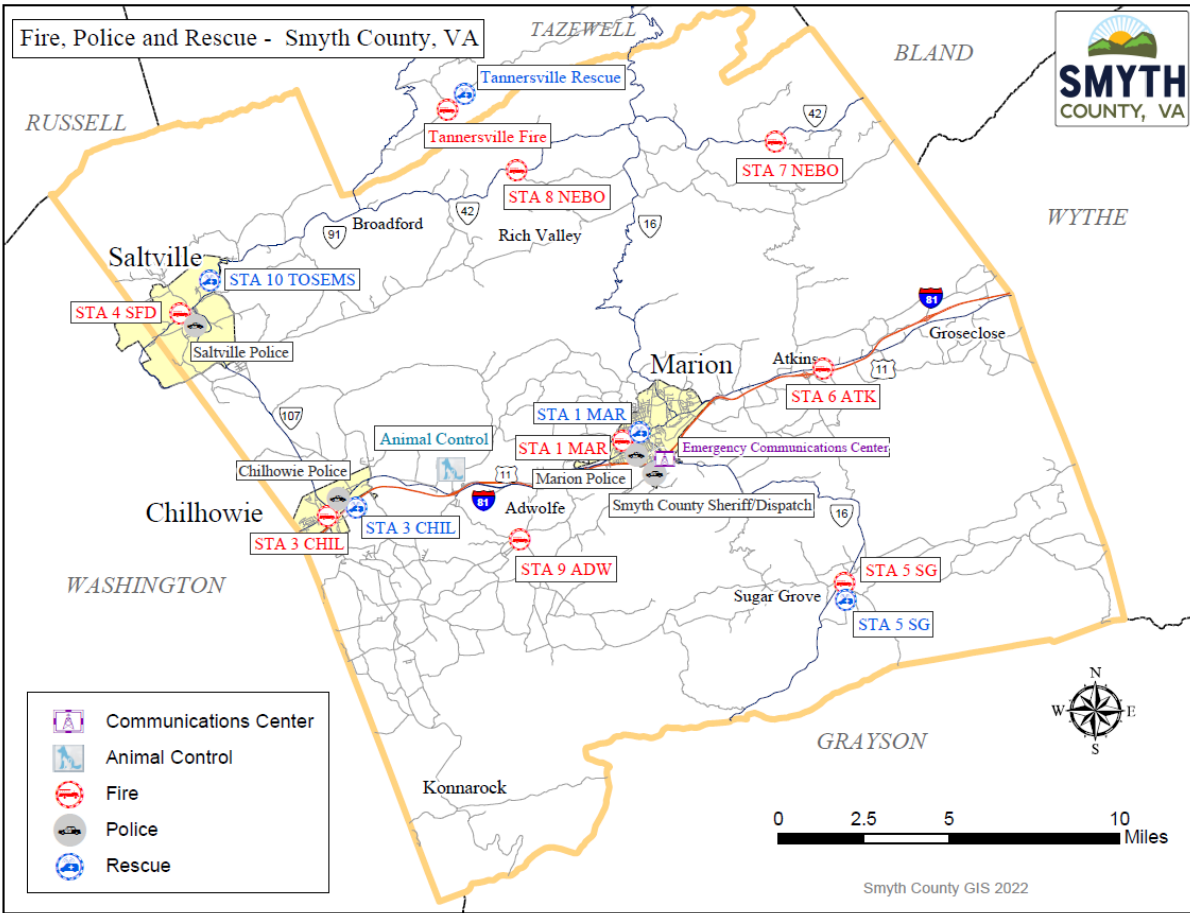 Fire, Police and Rescue - Smyth County, VA
TAZEWELL
BLAND
SMYTH
COUNTY, VA
Tannersville Rescue
RUSSELL
Tannersville Fire
42
STA 7 NEBO
STA 8 NEBO
WYTHE
42
Broadford
91
16
Rich Valley
Saltville
STA 10 TOSEMS
81
STA 4 SFD
Groseclose
Saltville Police
Marion
Atkins
11
STA 6 ATK
107
STA 1 MAR
Animal Control
STA 1 MAR
Emergency Communications Center
Chilhowie Police
11
Marion Police
81
Smyth County Sheriff/Dispatch
Chilhowie
Adwolfe
16
STA 3 CHIL
STA 3 CHIL
STA 9 ADW
STA 5 SG
WASHINGTON
Sugar Grove
STA 5 SG
N
W E
S
Communications Center
Animal Control
Fire
Police
Rescue
GRAYSON
Konnarock
0 2.5 5 10
Miles
Smyth County GIS 2022